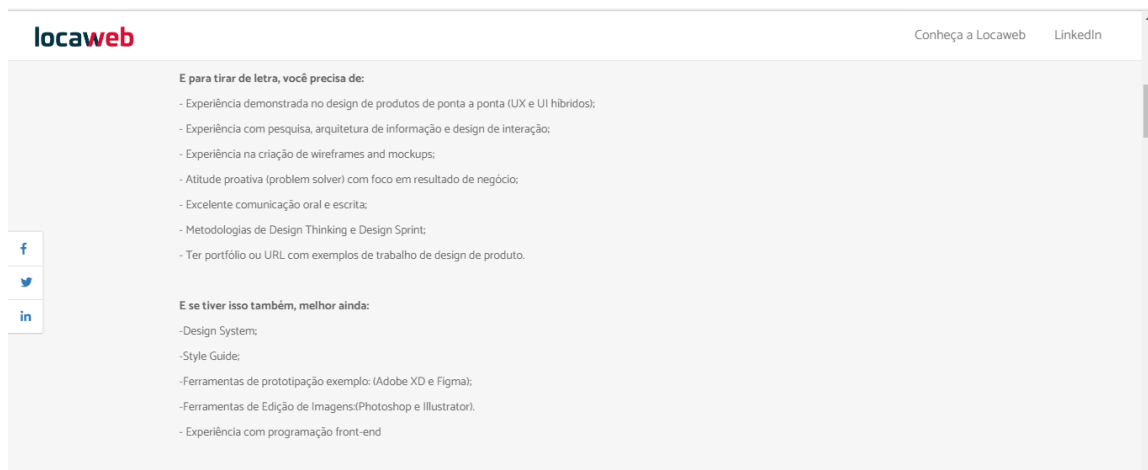 locaweb
Conheça a Locaweb LinkedIn
E para tirar de letra, você precisa de:
- Experiência demonstrada no design de produtos de ponta a ponta (UX e UI híbridos);
- Experiência com pesquisa, arquitetura de informação e design de interação;
- Experiência na criação de wireframes and mockups;
- Atitude proativa (problem solver) com foco em resultado de negócio;
- Excelente comunicação oral e escrita;
- Metodologias de Design Thinking e Design Sprint;
- Ter portfólio ou URL com exemplos de trabalho de design de produto.
E se tiver isso também, melhor ainda:
-Design System;
-Style Guide;
-Ferramentas de prototipação exemplo: (Adobe XD e Figma);
-Ferramentas de Edição de Imagens:(Photoshop e Illustrator).
- Experiência com programação front-end